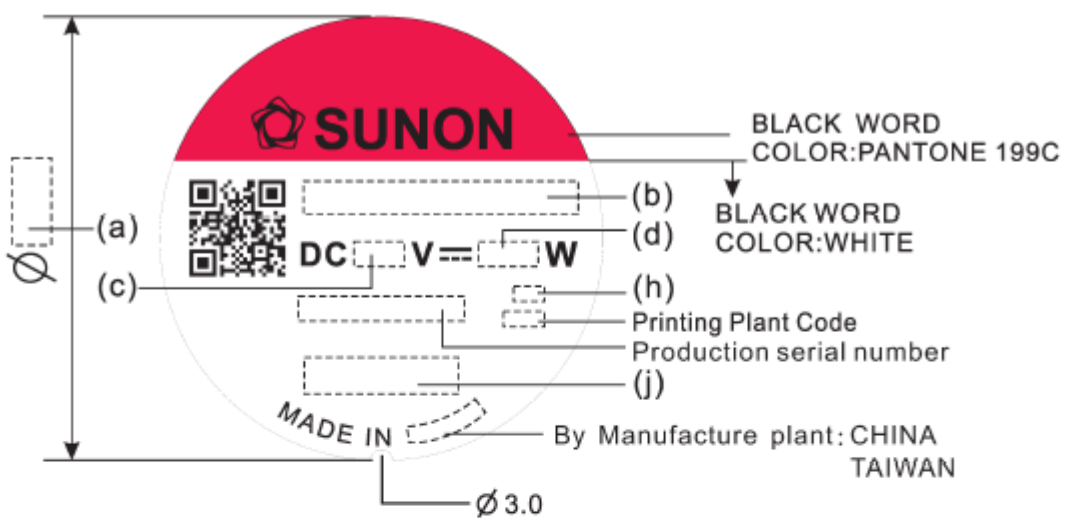 SUNON
BLACK WORD
COLOR:PANTONE 199C
(a)
(b)
BLACK WORD
COLOR:WHITE
(d)
DC V⎓ W
Ø
(c)
(h)
Printing Plant Code
Production serial number
(j)
MADE IN
By Manufacture plant: CHINA
TAIWAN
Ø 3.0